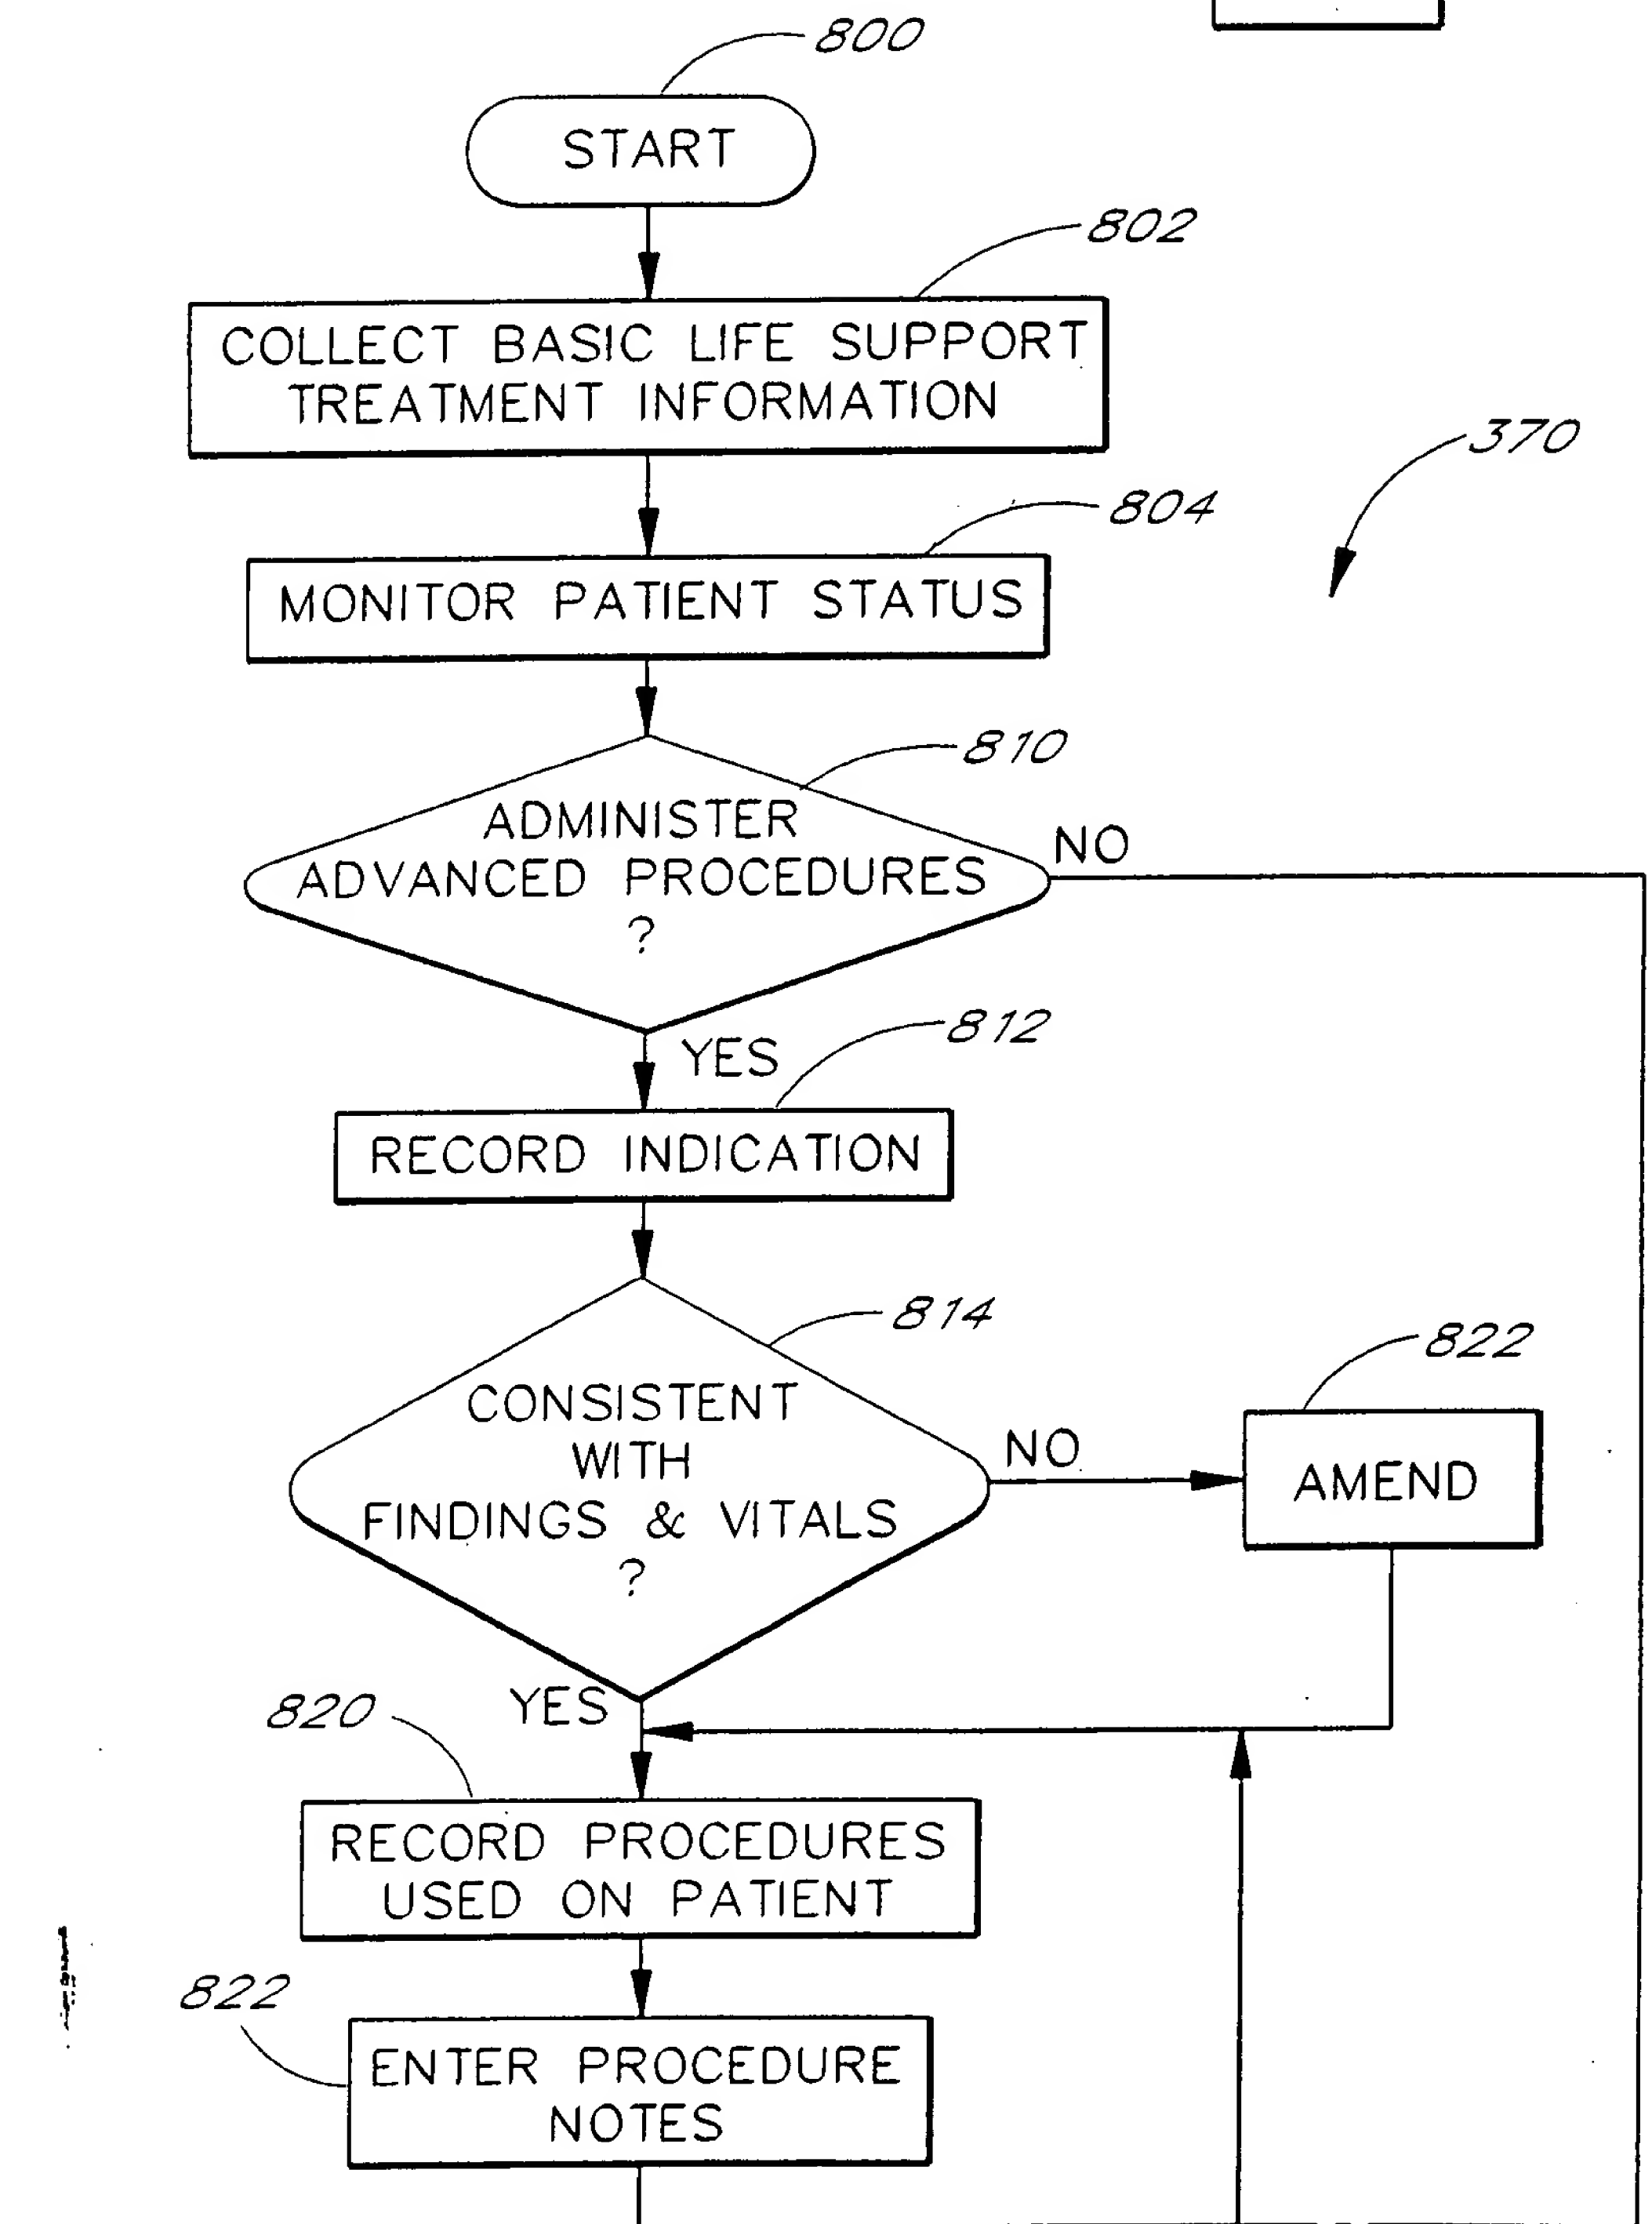 800
START
802
COLLECT BASIC LIFE SUPPORT
TREATMENT INFORMATION
370
804
MONITOR PATIENT STATUS
810
ADMINISTER
ADVANCED PROCEDURES
?
NO
YES
812
RECORD INDICATION
814
CONSISTENT
WITH
FINDINGS & VITALS
?
NO
822
AMEND
YES
820
RECORD PROCEDURES
USED ON PATIENT
822
ENTER PROCEDURE
NOTES